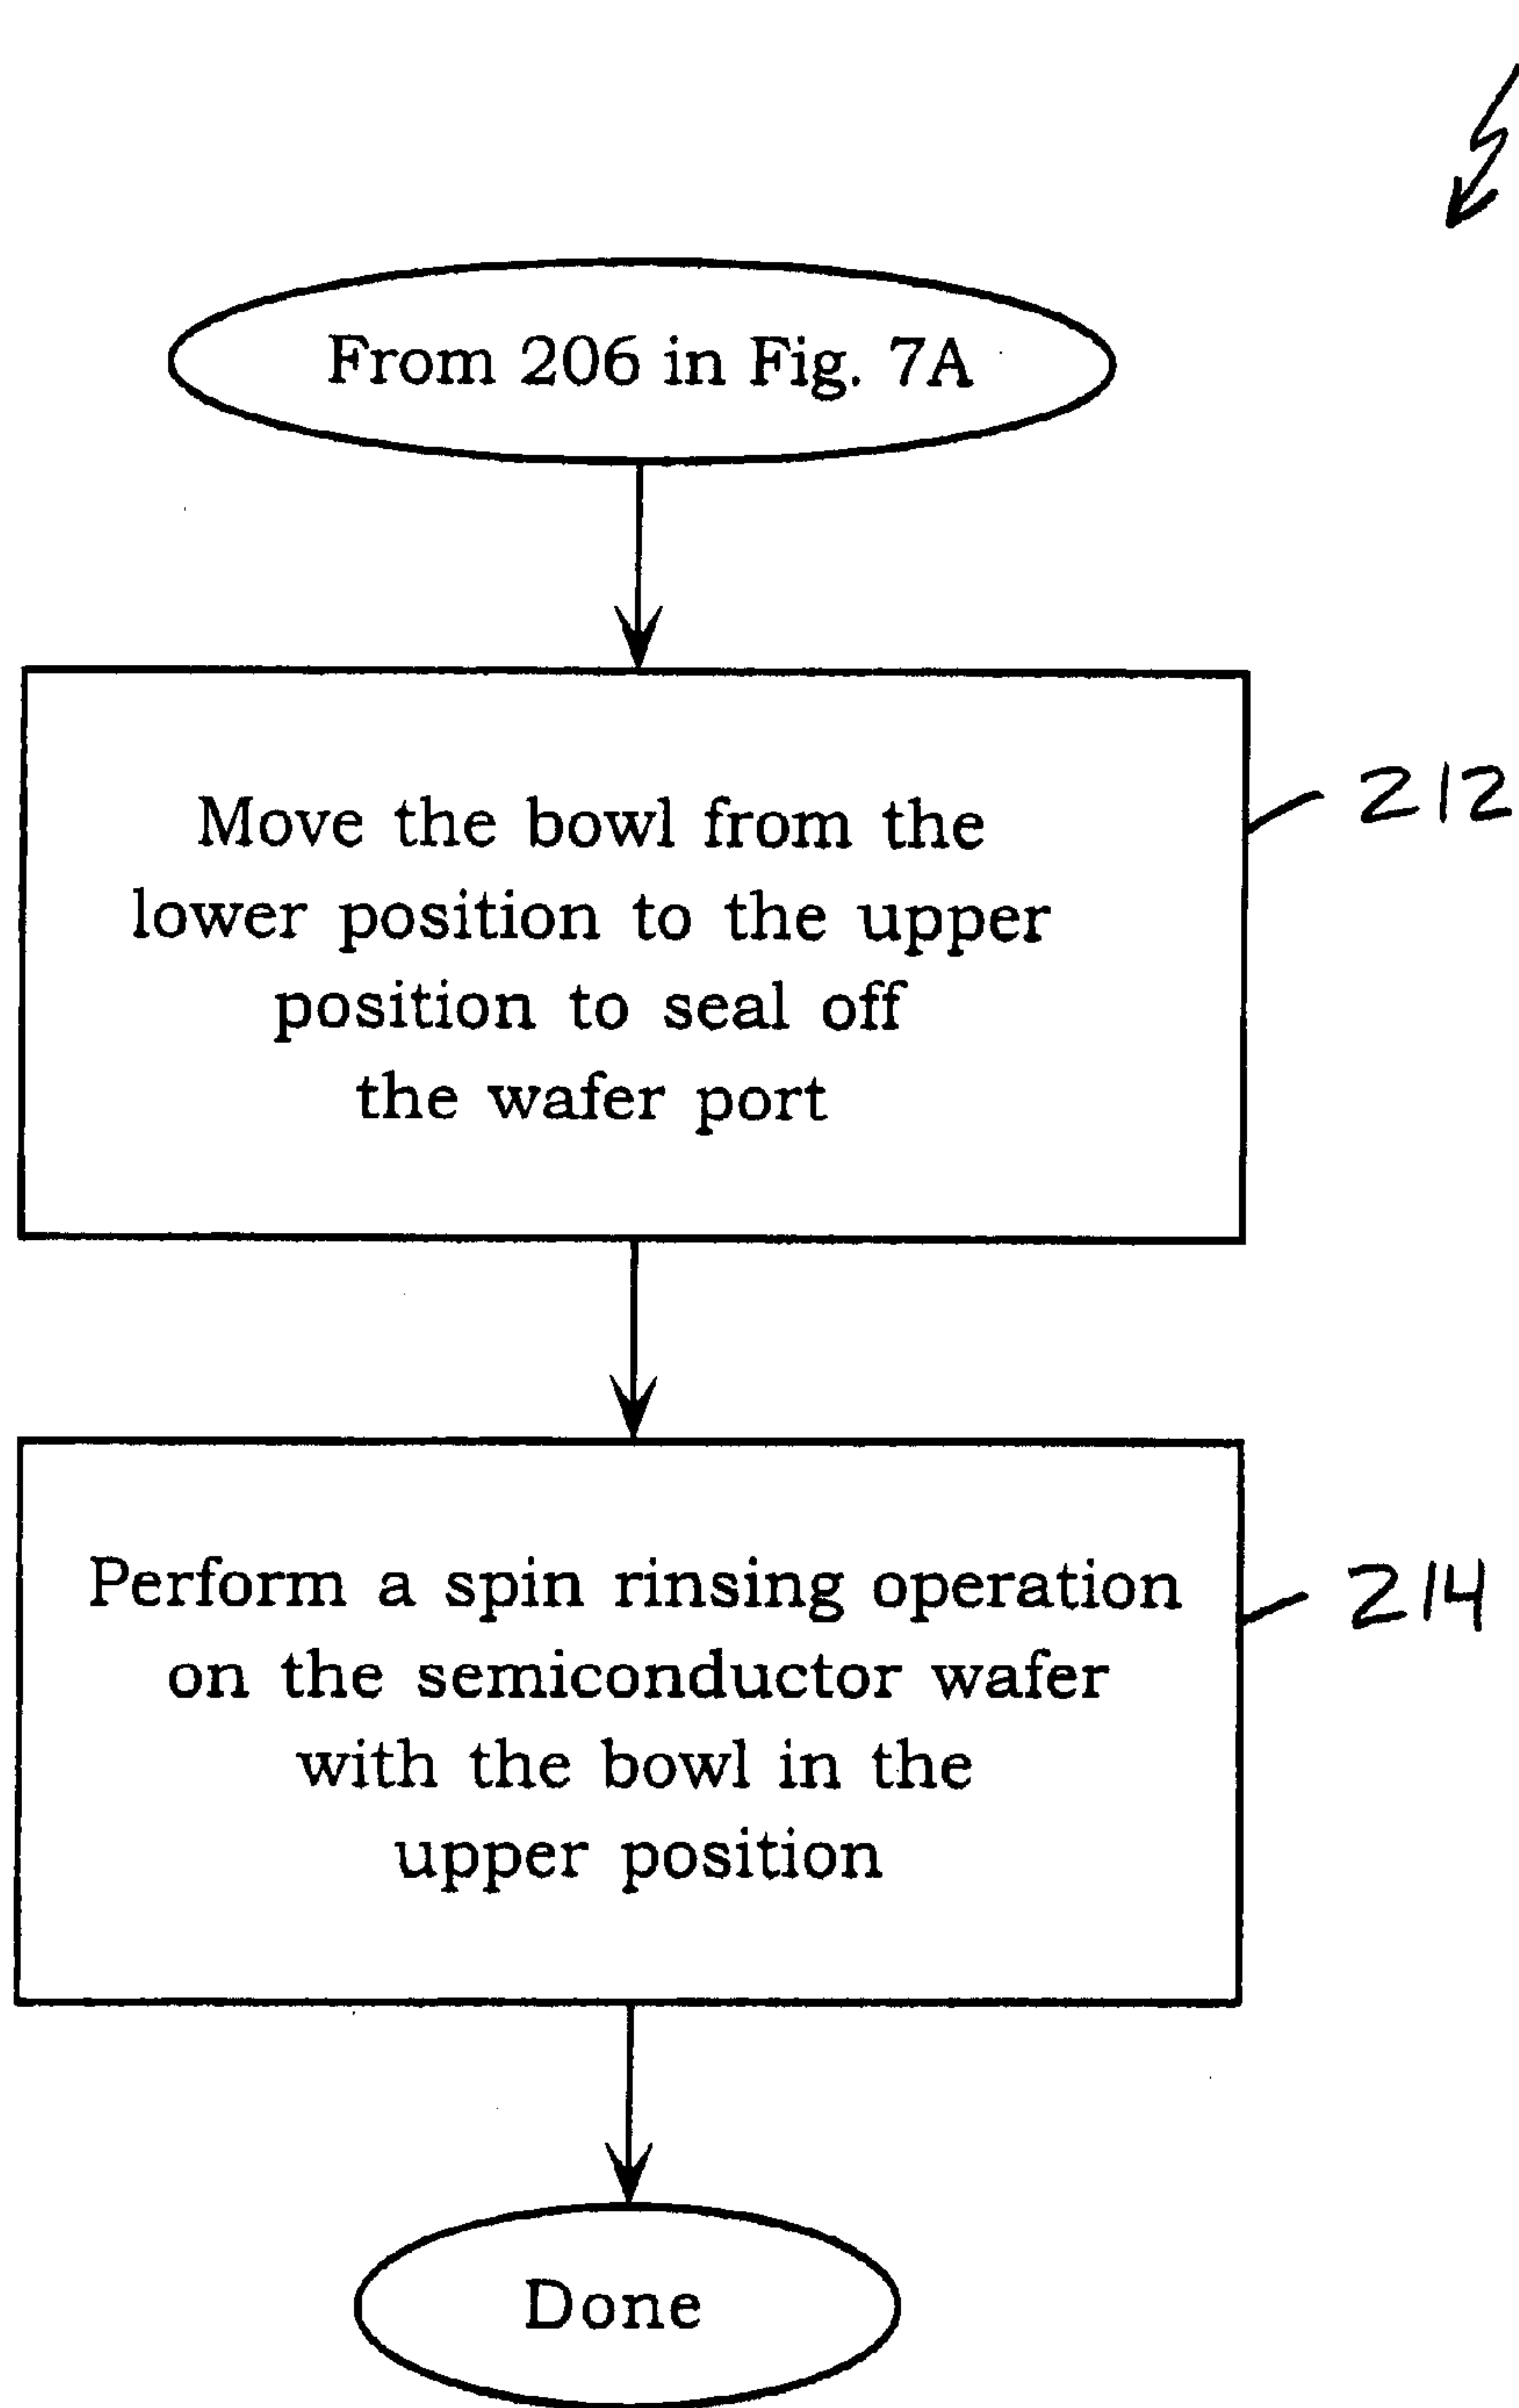 From 206 in Fig. 7A
Move the bowl from the
lower position to the upper
position to seal off
the wafer port
212
Perform a spin rinsing operation
on the semiconductor wafer
with the bowl in the
upper position
214
Done